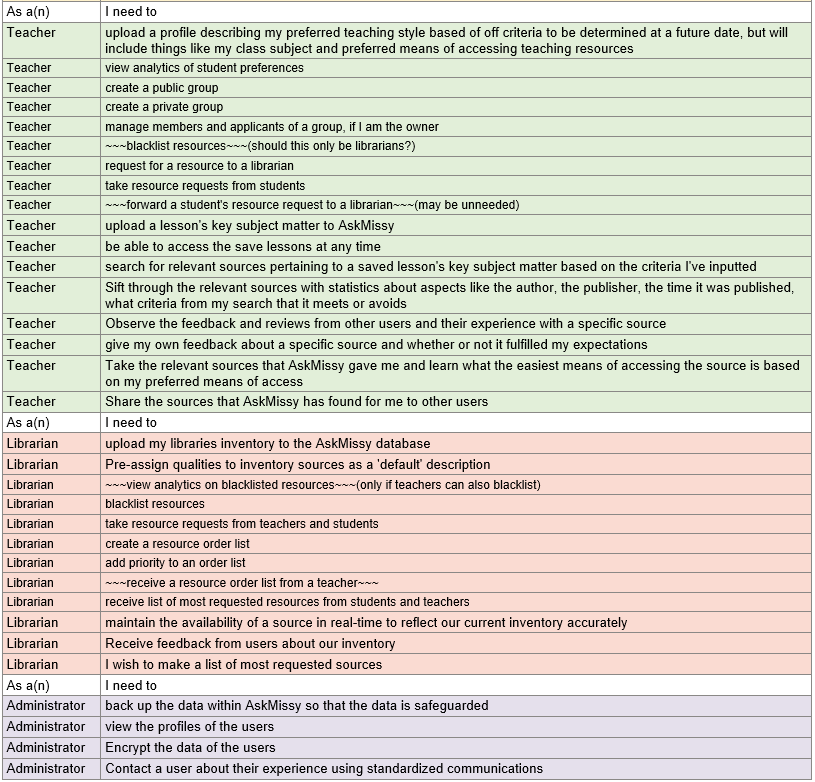 As a(n) I need to
Teacher upload a profile describing my preferred teaching style based of off criteria to be determined at a future date, but will
include things like my class subject and preferred means of accessing teaching resources
Teacher view analytics of student preferences
Teacher create a public group
Teacher create a private group
Teacher manage members and applicants of a group, if I am the owner
Teacher ~~~blacklist resources~~~(should this only be librarians?)
Teacher request for a resource to a librarian
Teacher take resource requests from students
Teacher ~~~forward a student's resource request to a librarian~~~(may be unneeded)
Teacher upload a lesson's key subject matter to AskMissy
Teacher be able to access the save lessons at any time
Teacher search for relevant sources pertaining to a saved lesson's key subject matter based on the criteria I've inputted
Teacher Sift through the relevant sources with statistics about aspects like the author, the publisher, the time it was published,
what criteria from my search that it meets or avoids
Teacher Observe the feedback and reviews from other users and their experience with a specific source
Teacher give my own feedback about a specific source and whether or not it fulfilled my expectations
Teacher Take the relevant sources that AskMissy gave me and learn what the easiest means of accessing the source is based
on my preferred means of access
Teacher Share the sources that AskMissy has found for me to other users
As a(n) I need to
Librarian upload my libraries inventory to the AskMissy database
Librarian Pre-assign qualities to inventory sources as a 'default' description
Librarian ~~~view analytics on blacklisted resources~~~(only if teachers can also blacklist)
Librarian blacklist resources
Librarian take resource requests from teachers and students
Librarian create a resource order list
Librarian add priority to an order list
Librarian ~~~receive a resource order list from a teacher~~~
Librarian receive list of most requested resources from students and teachers
Librarian maintain the availability of a source in real-time to reflect our current inventory accurately
Librarian Receive feedback from users about our inventory
Librarian I wish to make a list of most requested sources
As a(n) I need to
Administrator back up the data within AskMissy so that the data is safeguarded
Administrator view the profiles of the users
Administrator Encrypt the data of the users
Administrator Contact a user about their experience using standardized communications